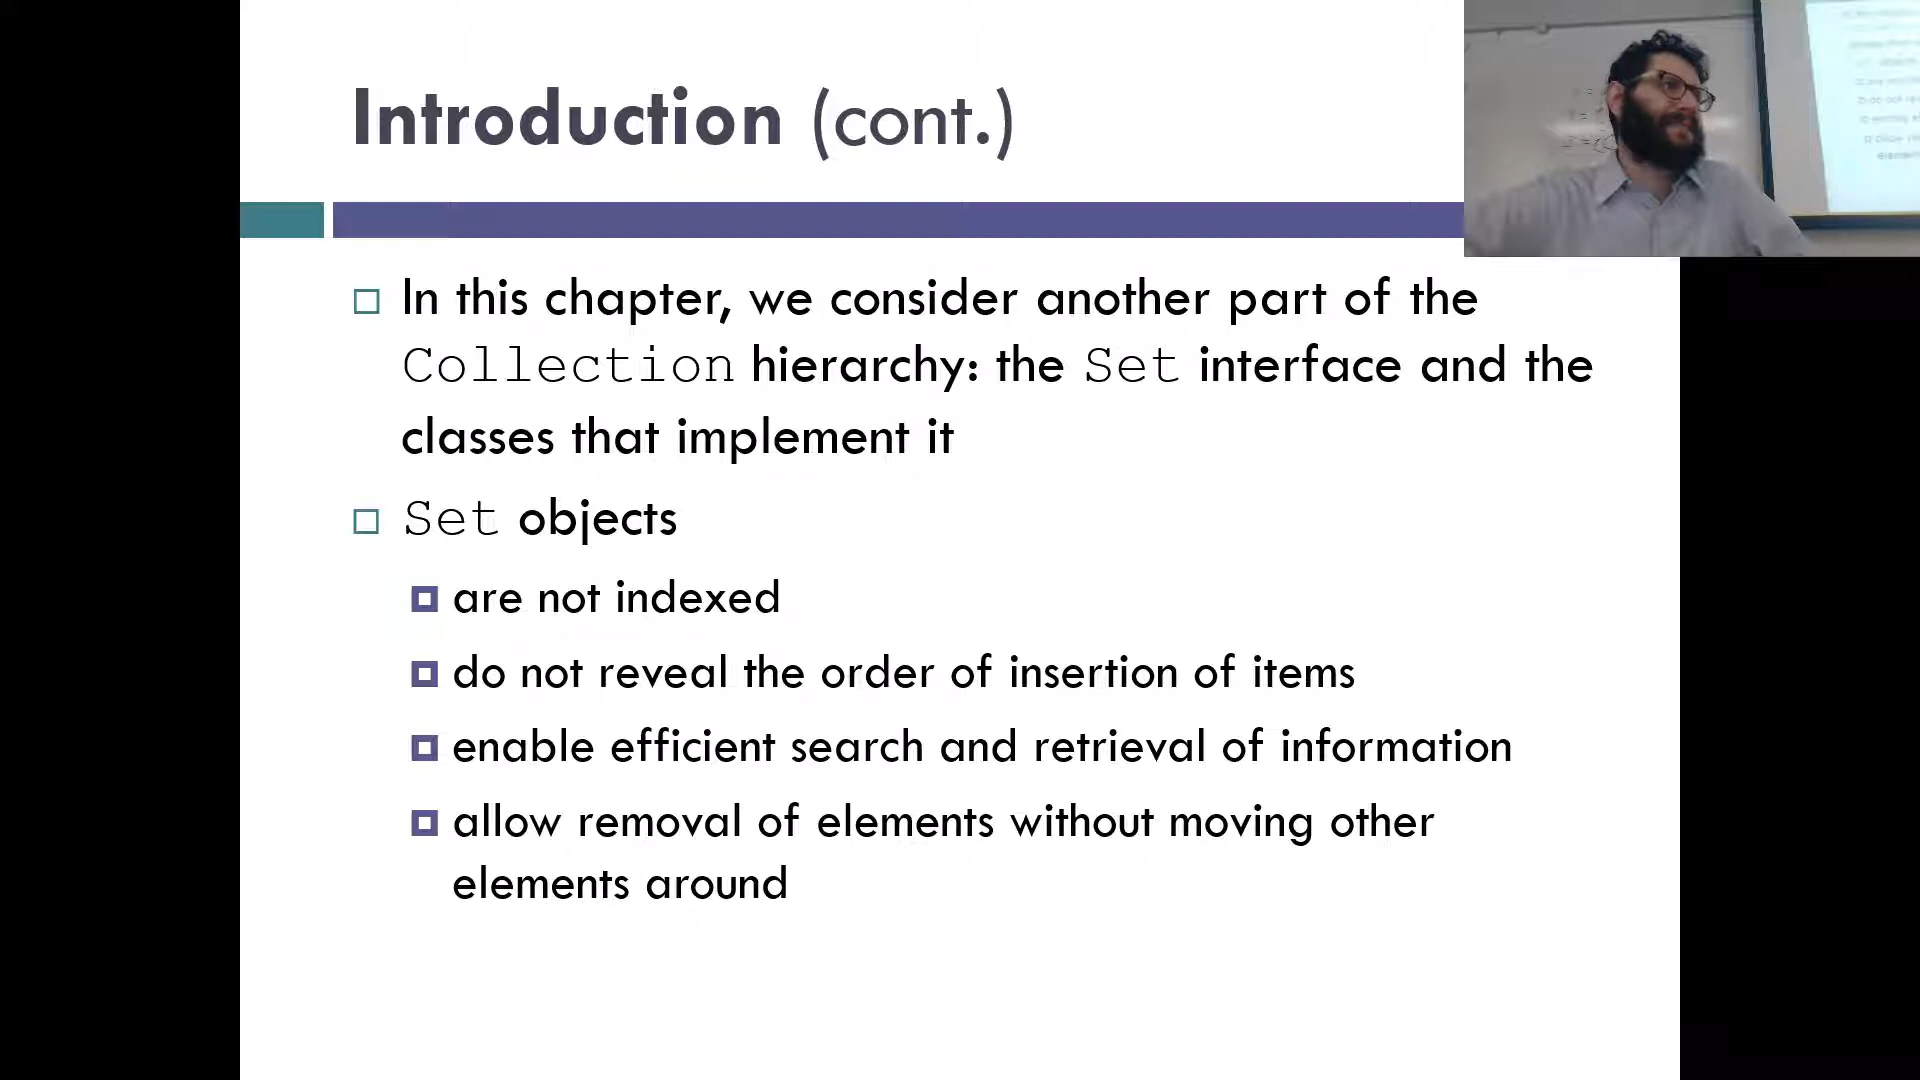 Introduction (cont.)
In this chapter, we consider another part of the
Collection hierarchy: the Set interface and the
classes that implement it
Set objects
are not indexed
do not reveal the order of insertion of items
enable efficient search and retrieval of information
allow removal of elements without moving other
elements around